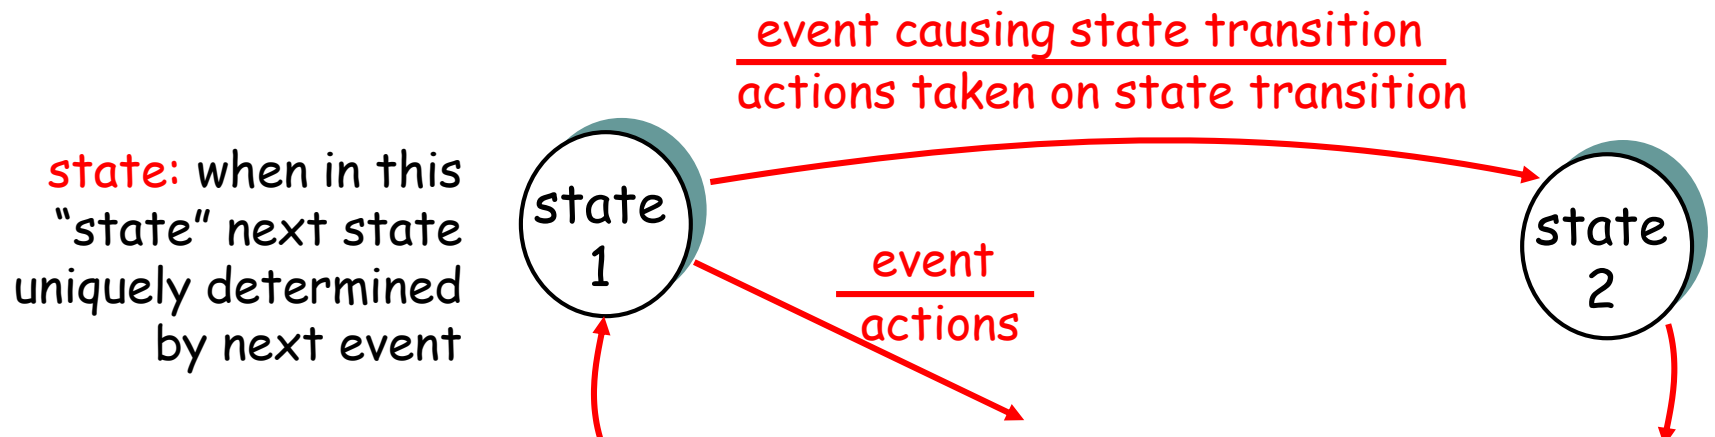 event causing state transition
actions taken on state transition
state: when in this
“state” next state
uniquely determined
by next event
state
1
event
actions
state
2